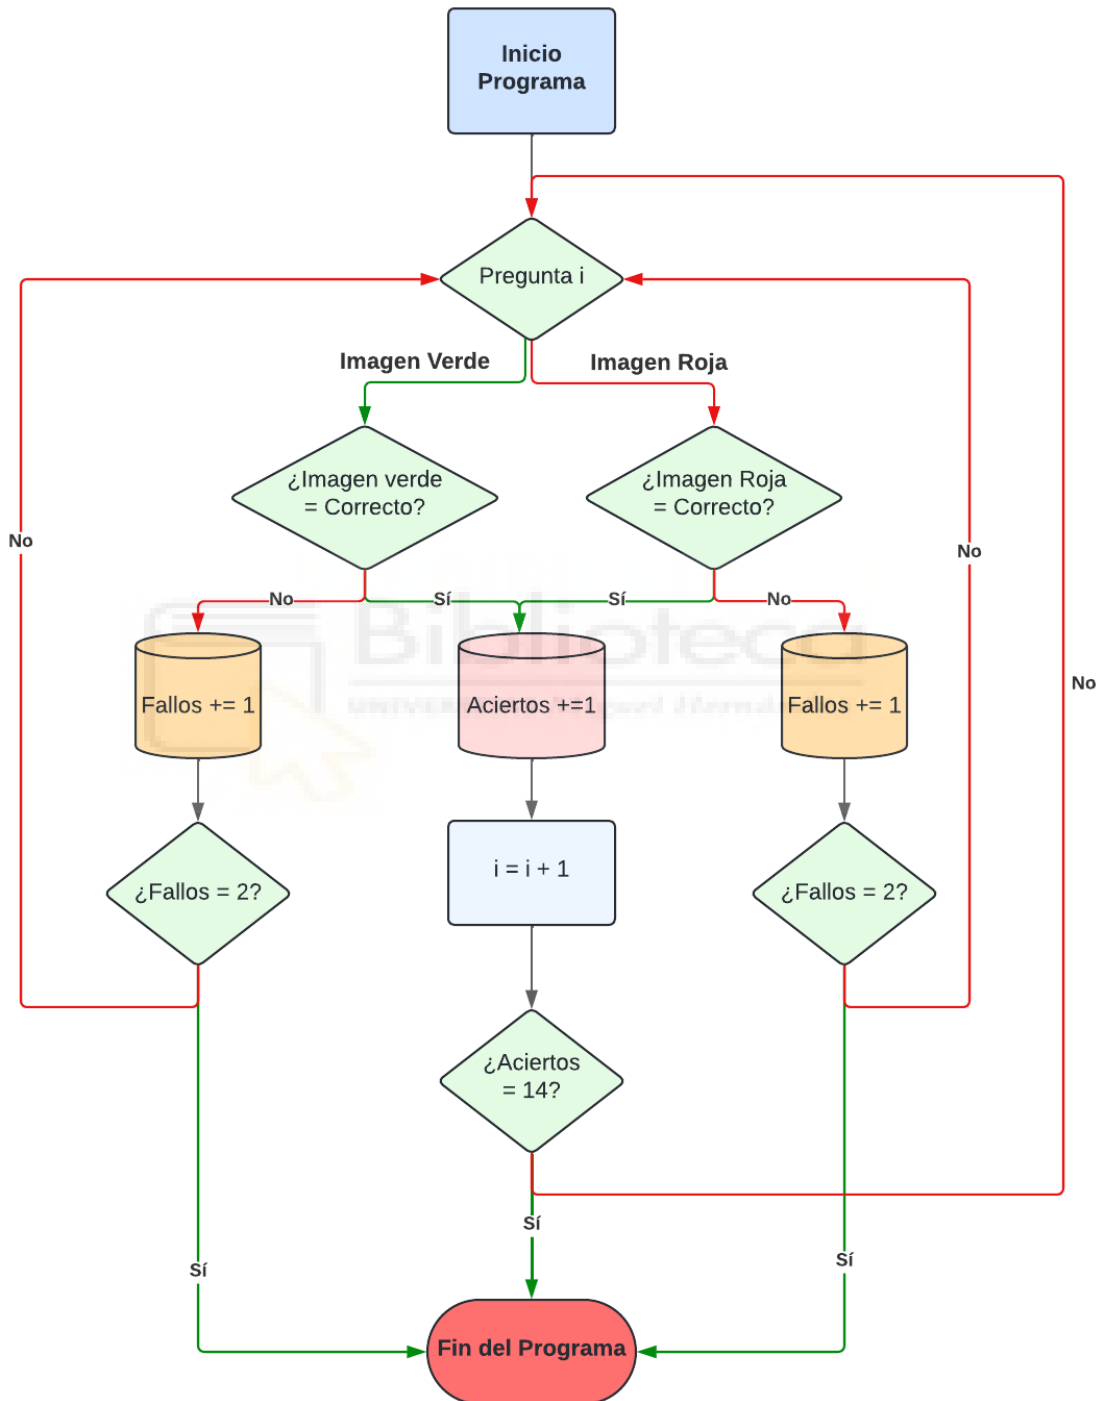 Inicio
Programa
Pregunta i
Imagen Verde
Imagen Roja
¿Imagen verde
= Correcto?
¿Imagen Roja
= Correcto?
No
No
No
Sí
Sí
No
Biblioteca
No
Fallos += 1
Aciertos +=1
Fallos += 1
¿Fallos = 2?
i = i + 1
¿Fallos = 2?
¿Aciertos
= 14?
Sí
Sí
Sí
Fin del Programa